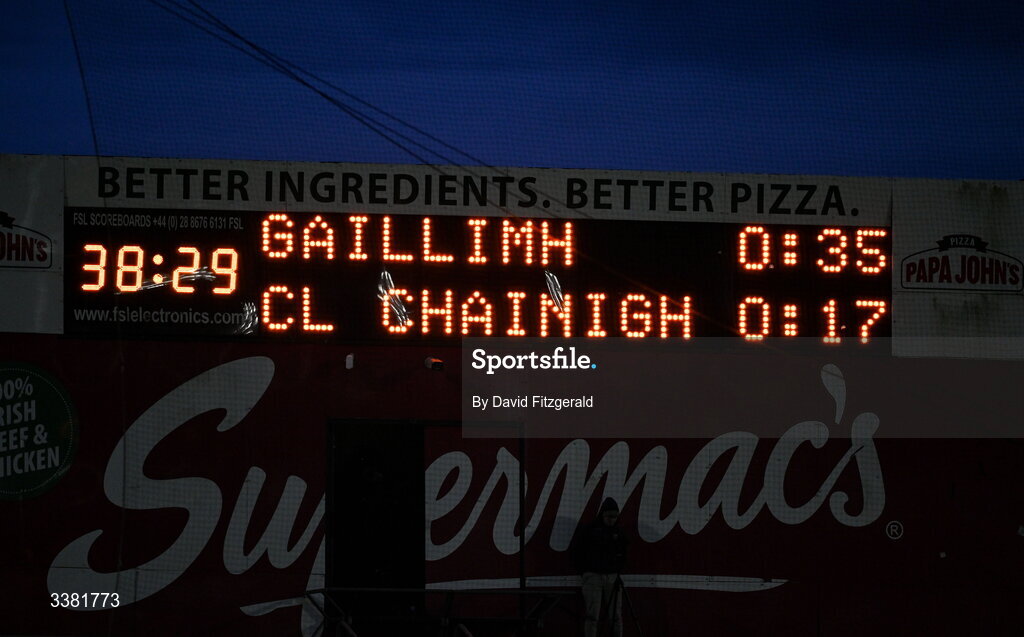 BETTER INGREDIENTS. BETTER PIZZA.
FSL SCOREBOARDS +44 (0) 28 8676 6131 FSL
GAILLIMH 0:35
38:29
CL CHAINIGH 0:17
www.fslelectronics.com
JOHN'S
PIZZA
PAPA JOHN'S
Sportsfile.
By David Fitzgerald
100%
IRISH
BEEF &
CHICKEN
Supermac's ®
3381773